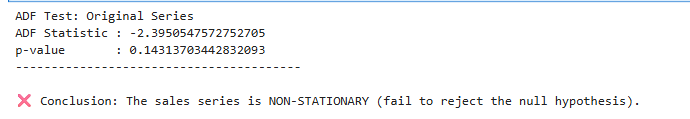 ADF Test: Original Series
ADF Statistic : -2.3950547572752705
p-value       : 0.14313703442832093
----------------------------------------
❌ Conclusion: The sales series is NON-STATIONARY (fail to reject the null hypothesis).